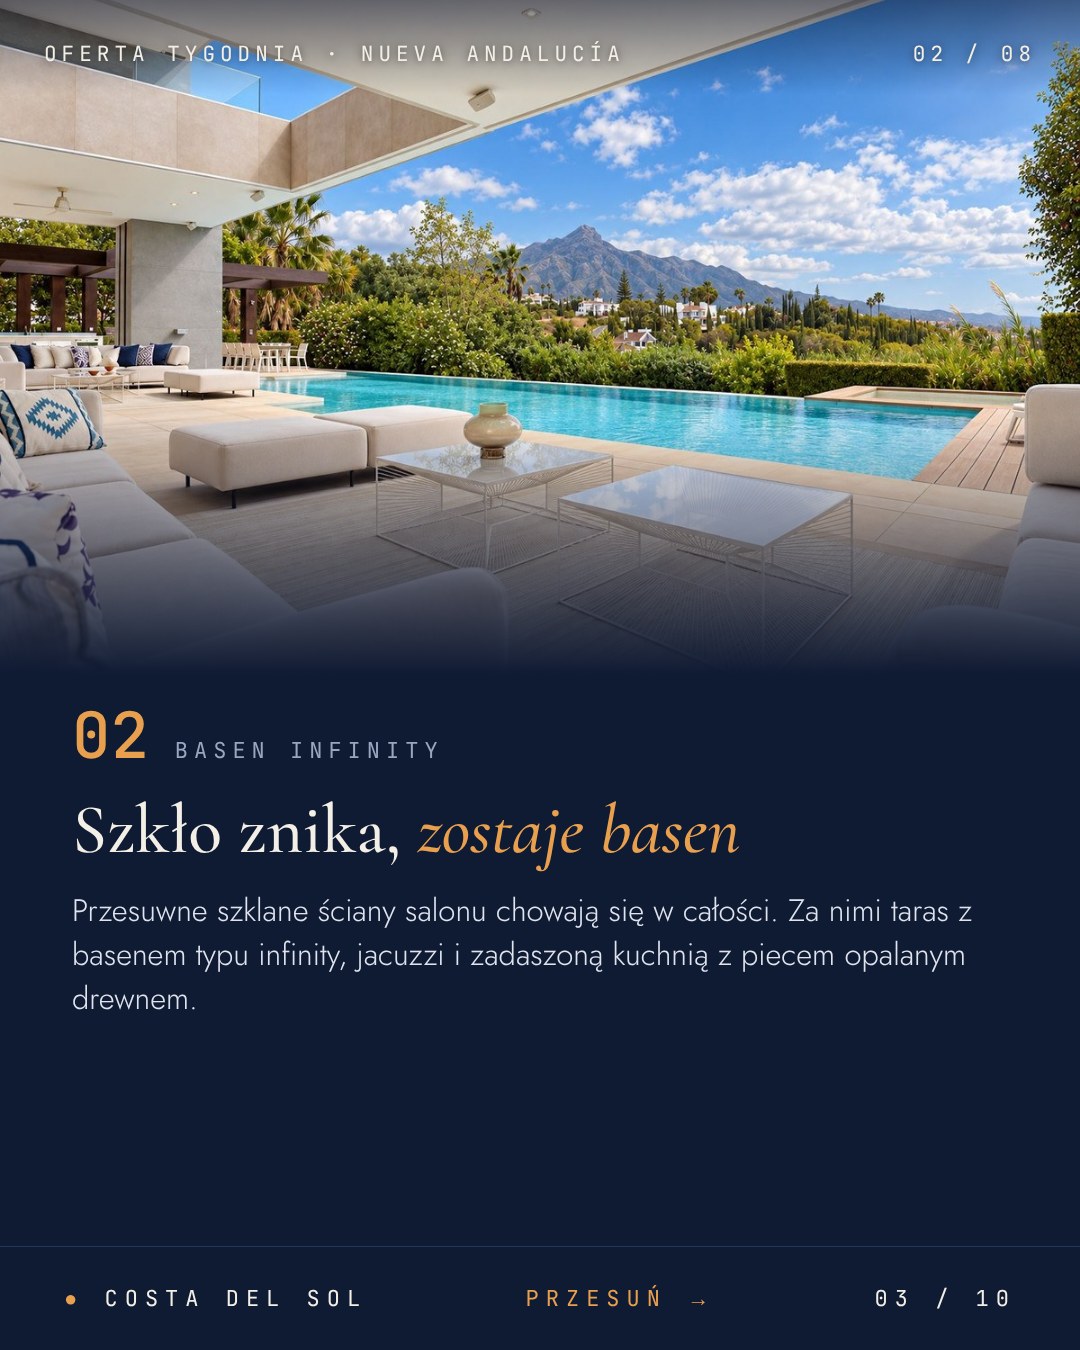 OFERTA TYGODNIA · NUEVA ANDALUCÍA
02 / 08
02 BASEN INFINITY
Szkło znika, zostaje basen
Przesuwne szklane ściany salonu chowają się w całości. Za nimi taras z
basenem typu infinity, jacuzzi i zadaszoną kuchnią z piecem opalanym
drewnem.
• COSTA DEL SOL
PRZESUŃ →
03 / 10